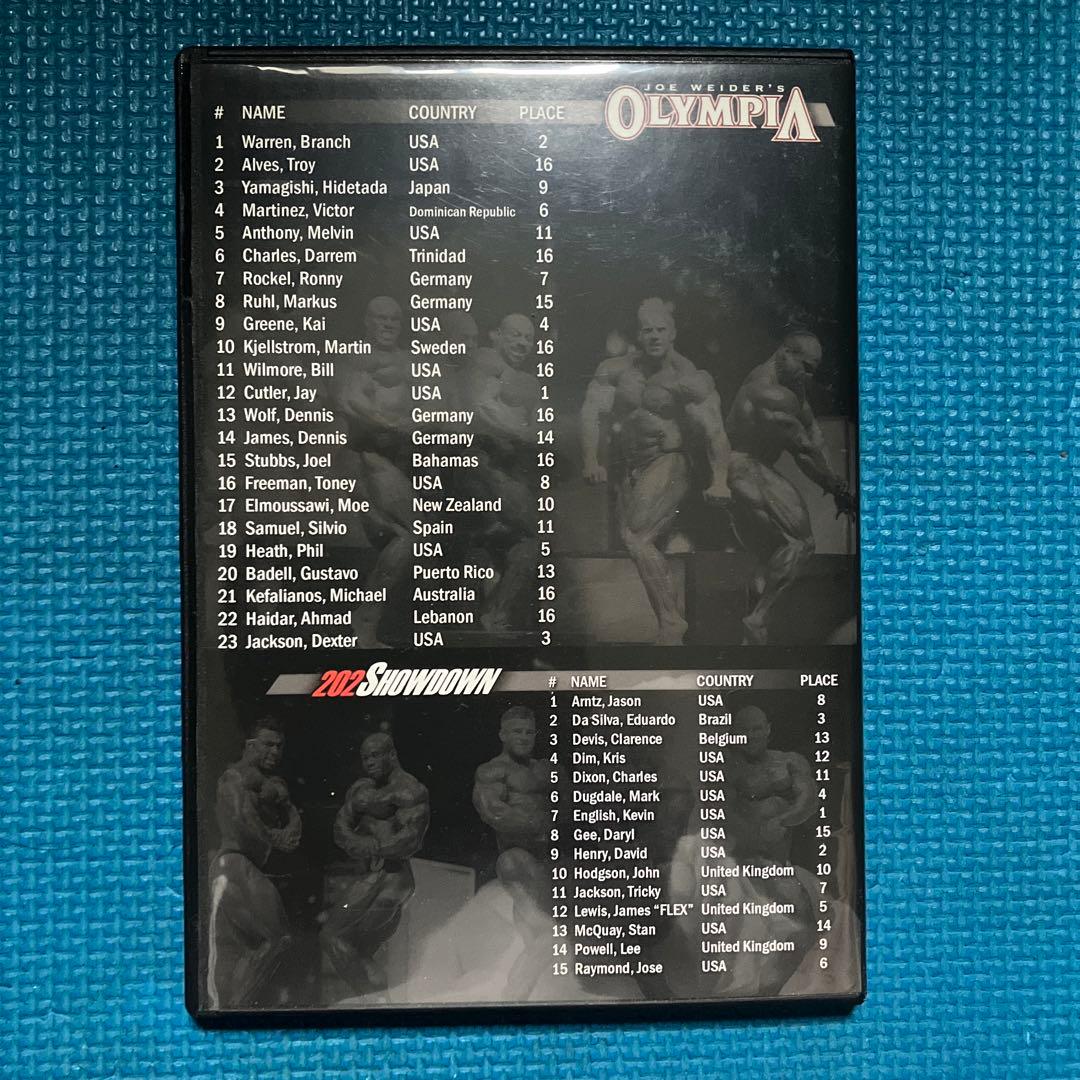 JOE WEIDER'S
OLYMPIA
# NAME COUNTRY PLACE
1 Warren, Branch USA 2
2 Alves, Troy USA 16
3 Yamagishi, Hidetada Japan 9
4 Martinez, Victor Dominican Republic 6
5 Anthony, Melvin USA 11
6 Charles, Darrem Trinidad 16
7 Rockel, Ronny Germany 7
8 Ruhl, Markus Germany 15
9 Greene, Kai USA 4
10 Kjellstrom, Martin Sweden 16
11 Wilmore, Bill USA 16
12 Cutler, Jay USA 1
13 Wolf, Dennis Germany 16
14 James, Dennis Germany 14
15 Stubbs, Joel Bahamas 16
16 Freeman, Toney USA 8
17 Elmoussawi, Moe New Zealand 10
18 Samuel, Silvio Spain 11
19 Heath, Phil USA 5
20 Badell, Gustavo Puerto Rico 13
21 Kefalianos, Michael Australia 16
22 Haidar, Ahmad Lebanon 16
23 Jackson, Dexter USA 3
202 SHOWDOWN
# NAME COUNTRY PLACE
1 Arntz, Jason USA 8
2 Da Silva, Eduardo Brazil 3
3 Devis, Clarence Belgium 13
4 Dim, Kris USA 12
5 Dixon, Charles USA 11
6 Dugdale, Mark USA 4
7 English, Kevin USA 1
8 Gee, Daryl USA 15
9 Henry, David USA 2
10 Hodgson, John United Kingdom 10
11 Jackson, Tricky USA 7
12 Lewis, James "FLEX" United Kingdom 5
13 McQuay, Stan USA 14
14 Powell, Lee United Kingdom 9
15 Raymond, Jose USA 6